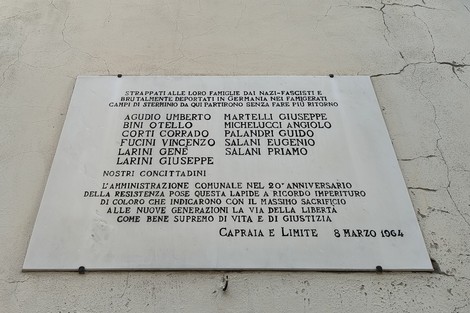 STRAPPATI ALLE LORO FAMIGLIE DAI NAZI-FASCISTI E
BRUTALMENTE DEPORTATI IN GERMANIA NEI FAMIGERATI
CAMPI DI STERMINIO DA QUI PARTIRONO SENZA FARE PIÙ RITORNO
AGUDIO UMBERTO MARTELLI GIUSEPPE
BINI OTELLO MICHELUCCI ANGIOLO
CORTI CORRADO PALANDRI GUIDO
FUCINI VINCENZO SALANI EUGENIO
LARINI GENÉ SALANI PRIAMO
LARINI GIUSEPPE
NOSTRI CONCITTADINI
L'AMMINISTRAZIONE COMUNALE NEL 20° ANNIVERSARIO
DELLA RESISTENZA POSE QUESTA LAPIDE A RICORDO IMPERITURO
DI COLORO CHE INDICARONO CON IL MASSIMO SACRIFICIO
ALLE NUOVE GENERAZIONI LA VIA DELLA LIBERTÀ
COME BENE SUPREMO DI VITA E DI GIUSTIZIA
CAPRAIA E LIMITE 8 MARZO 1964